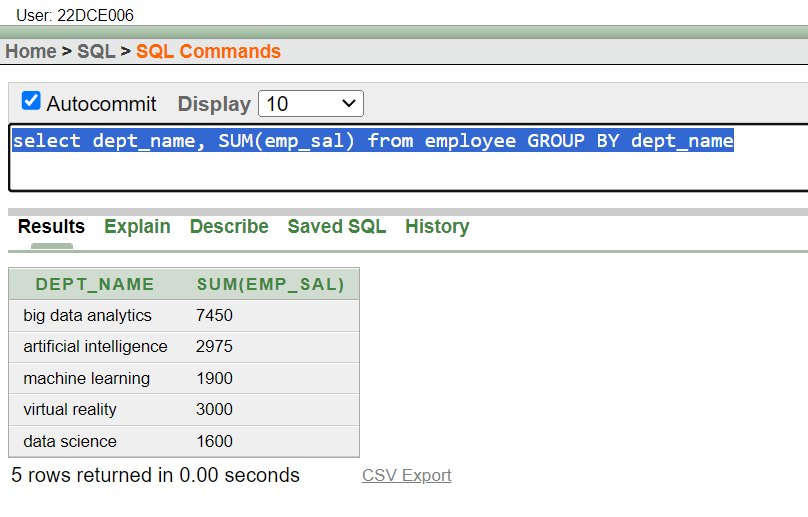 User: 22DCE006
Home > SQL > SQL Commands
Autocommit Display 10
select dept_name, SUM(emp_sal) from employee GROUP BY dept_name
Results Explain Describe Saved SQL History
DEPT_NAME SUM(EMP_SAL)
big data analytics 7450
artificial intelligence 2975
machine learning 1900
virtual reality 3000
data science 1600
5 rows returned in 0.00 seconds CSV Export